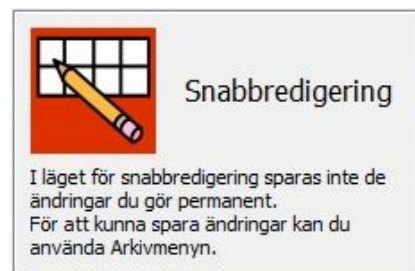 Snabbredigering
I läget för snabbredigering sparas inte de
ändringar du gör permanent.
För att kunna spara ändringar kan du
använda Arkivmenyn.